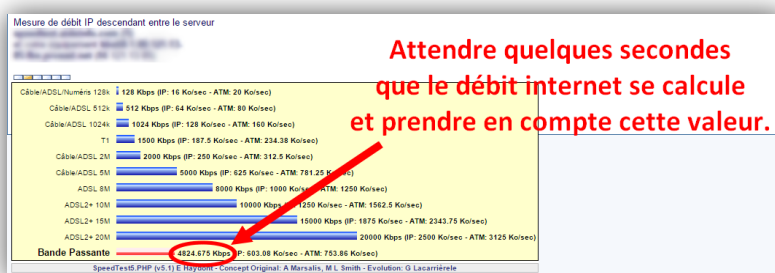 Mesure de débit IP descendant entre le serveur
Attendre quelques secondes
que le débit internet se calcule
et prendre en compte cette valeur.
Câble/ADSL/Numéris 128k 128 Kbps (IP: 16 Ko/sec - ATM: 20 Ko/sec)
Câble/ADSL 512k 512 Kbps (IP: 64 Ko/sec - ATM: 80 Ko/sec)
Câble/ADSL 1024k 1024 Kbps (IP: 128 Ko/sec - ATM: 160 Ko/sec)
T1 1500 Kbps (IP: 187.5 Ko/sec - ATM: 234.38 Ko/sec)
Câble/ADSL 2M 2000 Kbps (IP: 250 Ko/sec - ATM: 312.5 Ko/sec)
Câble/ADSL 5M 5000 Kbps (IP: 625 Ko/sec - ATM: 781.25 Ko/sec)
ADSL 8M 8000 Kbps (IP: 1000 Ko/sec - ATM: 1250 Ko/sec)
ADSL2+ 10M 10000 Kbps (IP: 1250 Ko/sec - ATM: 1562.5 Ko/sec)
ADSL2+ 15M 15000 Kbps (IP: 1875 Ko/sec - ATM: 2343.75 Ko/sec)
ADSL2+ 20M 20000 Kbps (IP: 2500 Ko/sec - ATM: 3125 Ko/sec)
Bande Passante 4824.675 Kbps (IP: 603.08 Ko/sec - ATM: 753.86 Ko/sec)
SpeedTest5.PHP (v5.1) E Haydont - Concept Original: A Marsalis, M L Smith - Evolution: G Lacarrièrele